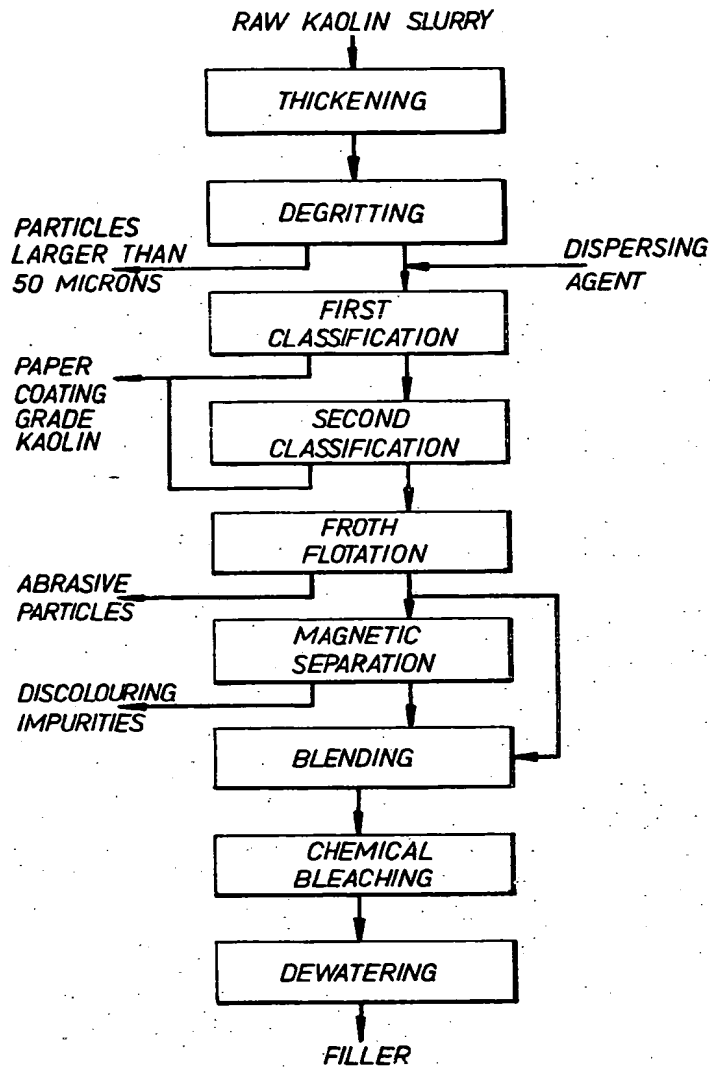 RAW KAOLIN SLURRY
THICKENING
DEGRITTING
PARTICLES
LARGER THAN
50 MICRONS
DISPERSING
AGENT
FIRST
CLASSIFICATION
PAPER
COATING
GRADE
KAOLIN
SECOND
CLASSIFICATION
FROTH
FLOTATION
ABRASIVE
PARTICLES
MAGNETIC
SEPARATION
DISCOLOURING
IMPURITIES
BLENDING
CHEMICAL
BLEACHING
DEWATERING
FILLER